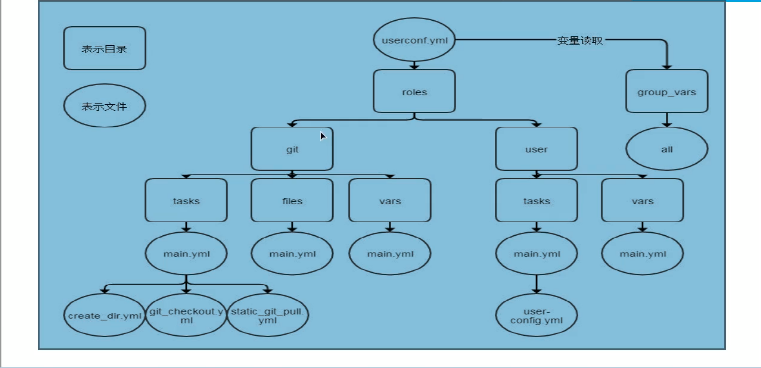 表示目录
表示文件
userconf.yml
变量读取
roles
group_vars
all
git
user
tasks
files
vars
tasks
vars
main.yml
main.yml
main.yml
main.yml
main.yml
create_dir.yml
git_checkout.y
ml
static_git_pull.
yml
user-
config.yml